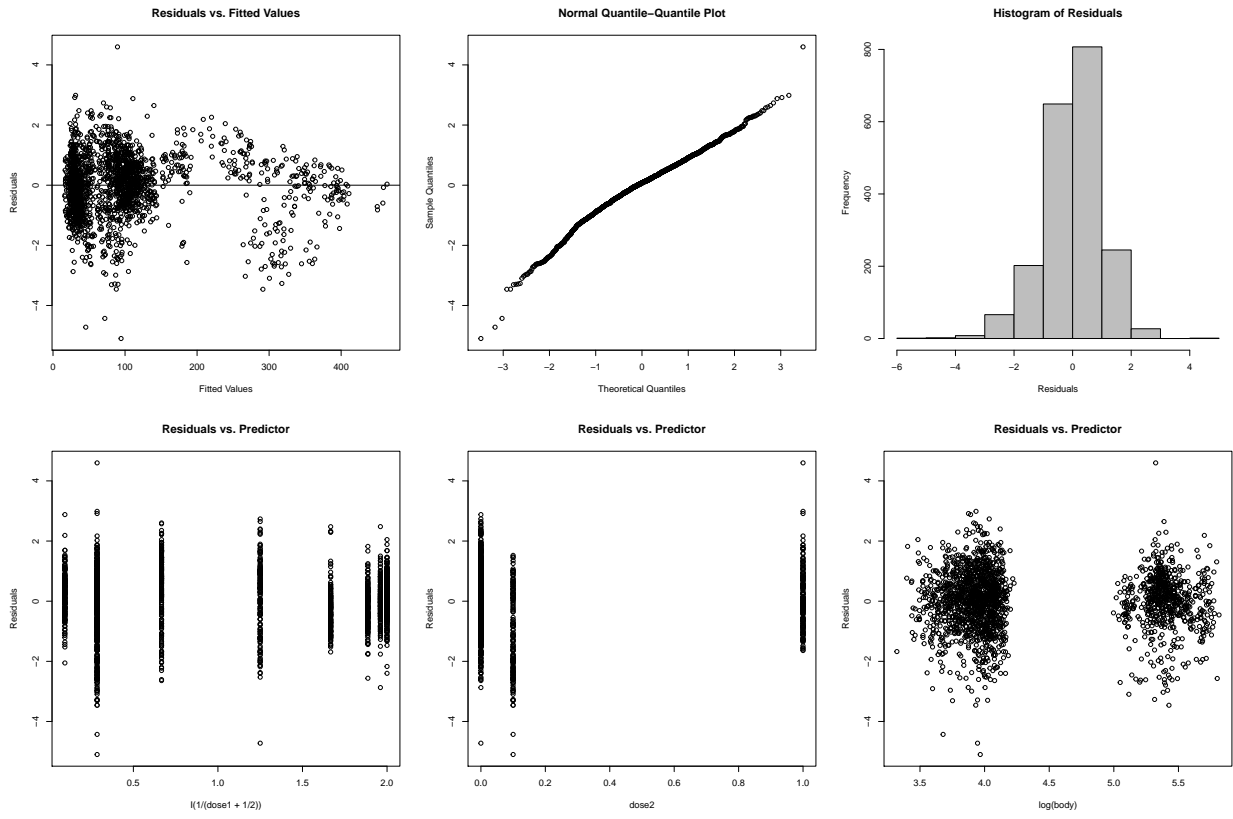 Residuals vs. Fitted Values
Residuals
4
2
0
−2
−4
0 100 200 300 400
Fitted Values
Normal Quantile−Quantile Plot
Sample Quantiles
4
2
0
−2
−4
−3 −2 −1 0 1 2 3
Theoretical Quantiles
Histogram of Residuals
Frequency
800
600
400
200
0
−6 −4 −2 0 2 4
Residuals
Residuals vs. Predictor
Residuals
4
2
0
−2
−4
0.5 1.0 1.5 2.0
I(1/(dose1 + 1/2))
Residuals vs. Predictor
Residuals
4
2
0
−2
−4
0.0 0.2 0.4 0.6 0.8 1.0
dose2
Residuals vs. Predictor
Residuals
4
2
0
−2
−4
3.5 4.0 4.5 5.0 5.5
log(body)